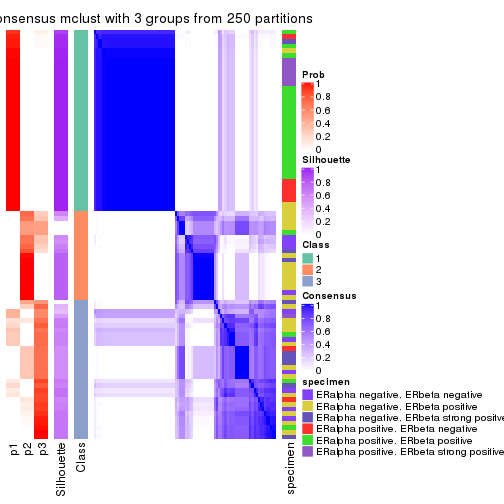 onsensus mclust with 3 groups from 250 partitions
Prob
1
0.8
0.6
0.4
0.2
0
Silhouette
1
0.8
0.6
0.4
0.2
0
Class
1
2
3
Consensus
1
0.8
0.6
0.4
0.2
0
specimen
ERalpha negative. ERbeta negative
ERalpha negative. ERbeta positive
ERalpha negative. ERbeta strong positive
ERalpha positive. ERbeta negative
ERalpha positive. ERbeta positive
ERalpha positive. ERbeta strong positive
p1
p2
p3
Silhouette
Class
specimen